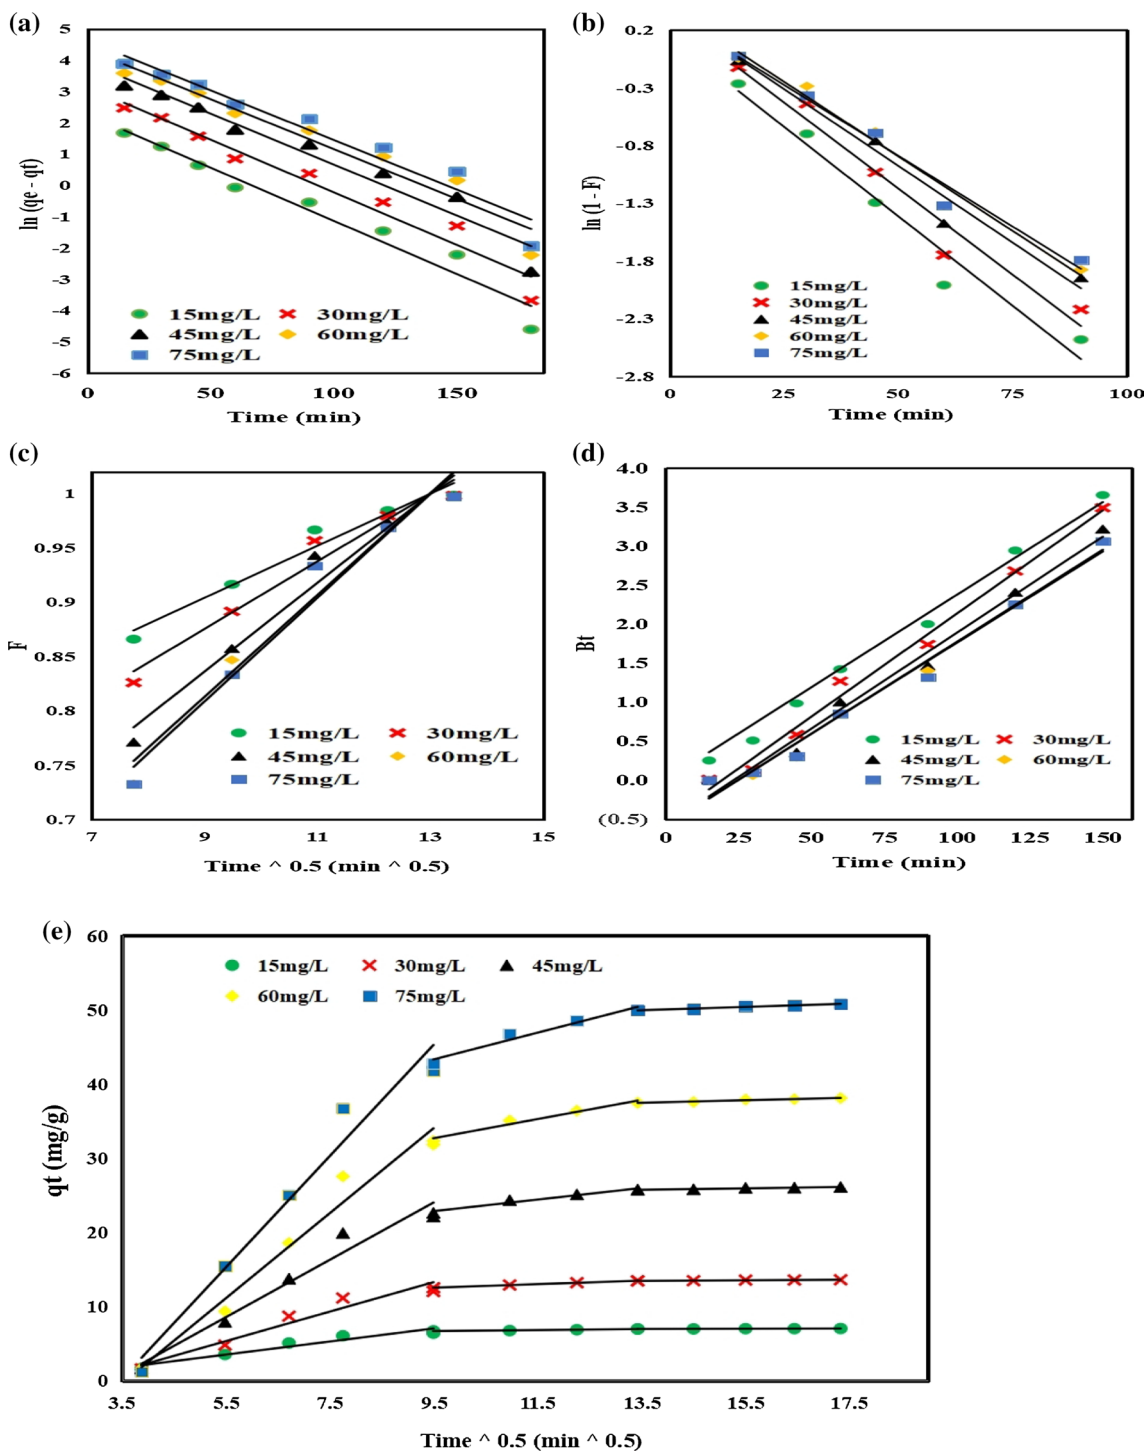 (a)
5
4
3
2
1
0
-1
-2
-3
-4
-5
-6
ln (qe - qt)
15mg/L 30mg/L
45mg/L 60mg/L
75mg/L
0 50 100 150
Time (min)
(b)
0.2
-0.3
-0.8
-1.3
-1.8
-2.3
-2.8
ln (1 - F)
15mg/L
30mg/L
45mg/L
60mg/L
75mg/L
0 25 50 75 100
Time (min)
(c)
1
0.95
0.9
0.85
0.8
0.75
0.7
F
15mg/L 30mg/L
45mg/L 60mg/L
75mg/L
7 9 11 13 15
Time ^ 0.5 (min ^ 0.5)
(d)
4.0
3.5
3.0
2.5
2.0
1.5
1.0
0.5
0.0
(0.5)
Bt
15mg/L 30mg/L
45mg/L 60mg/L
75mg/L
0 25 50 75 100 125 150
Time (min)
(e)
60
50
40
30
20
10
0
qt (mg/g)
15mg/L 30mg/L 45mg/L
60mg/L 75mg/L
3.5 5.5 7.5 9.5 11.5 13.5 15.5 17.5
Time ^ 0.5 (min ^ 0.5)